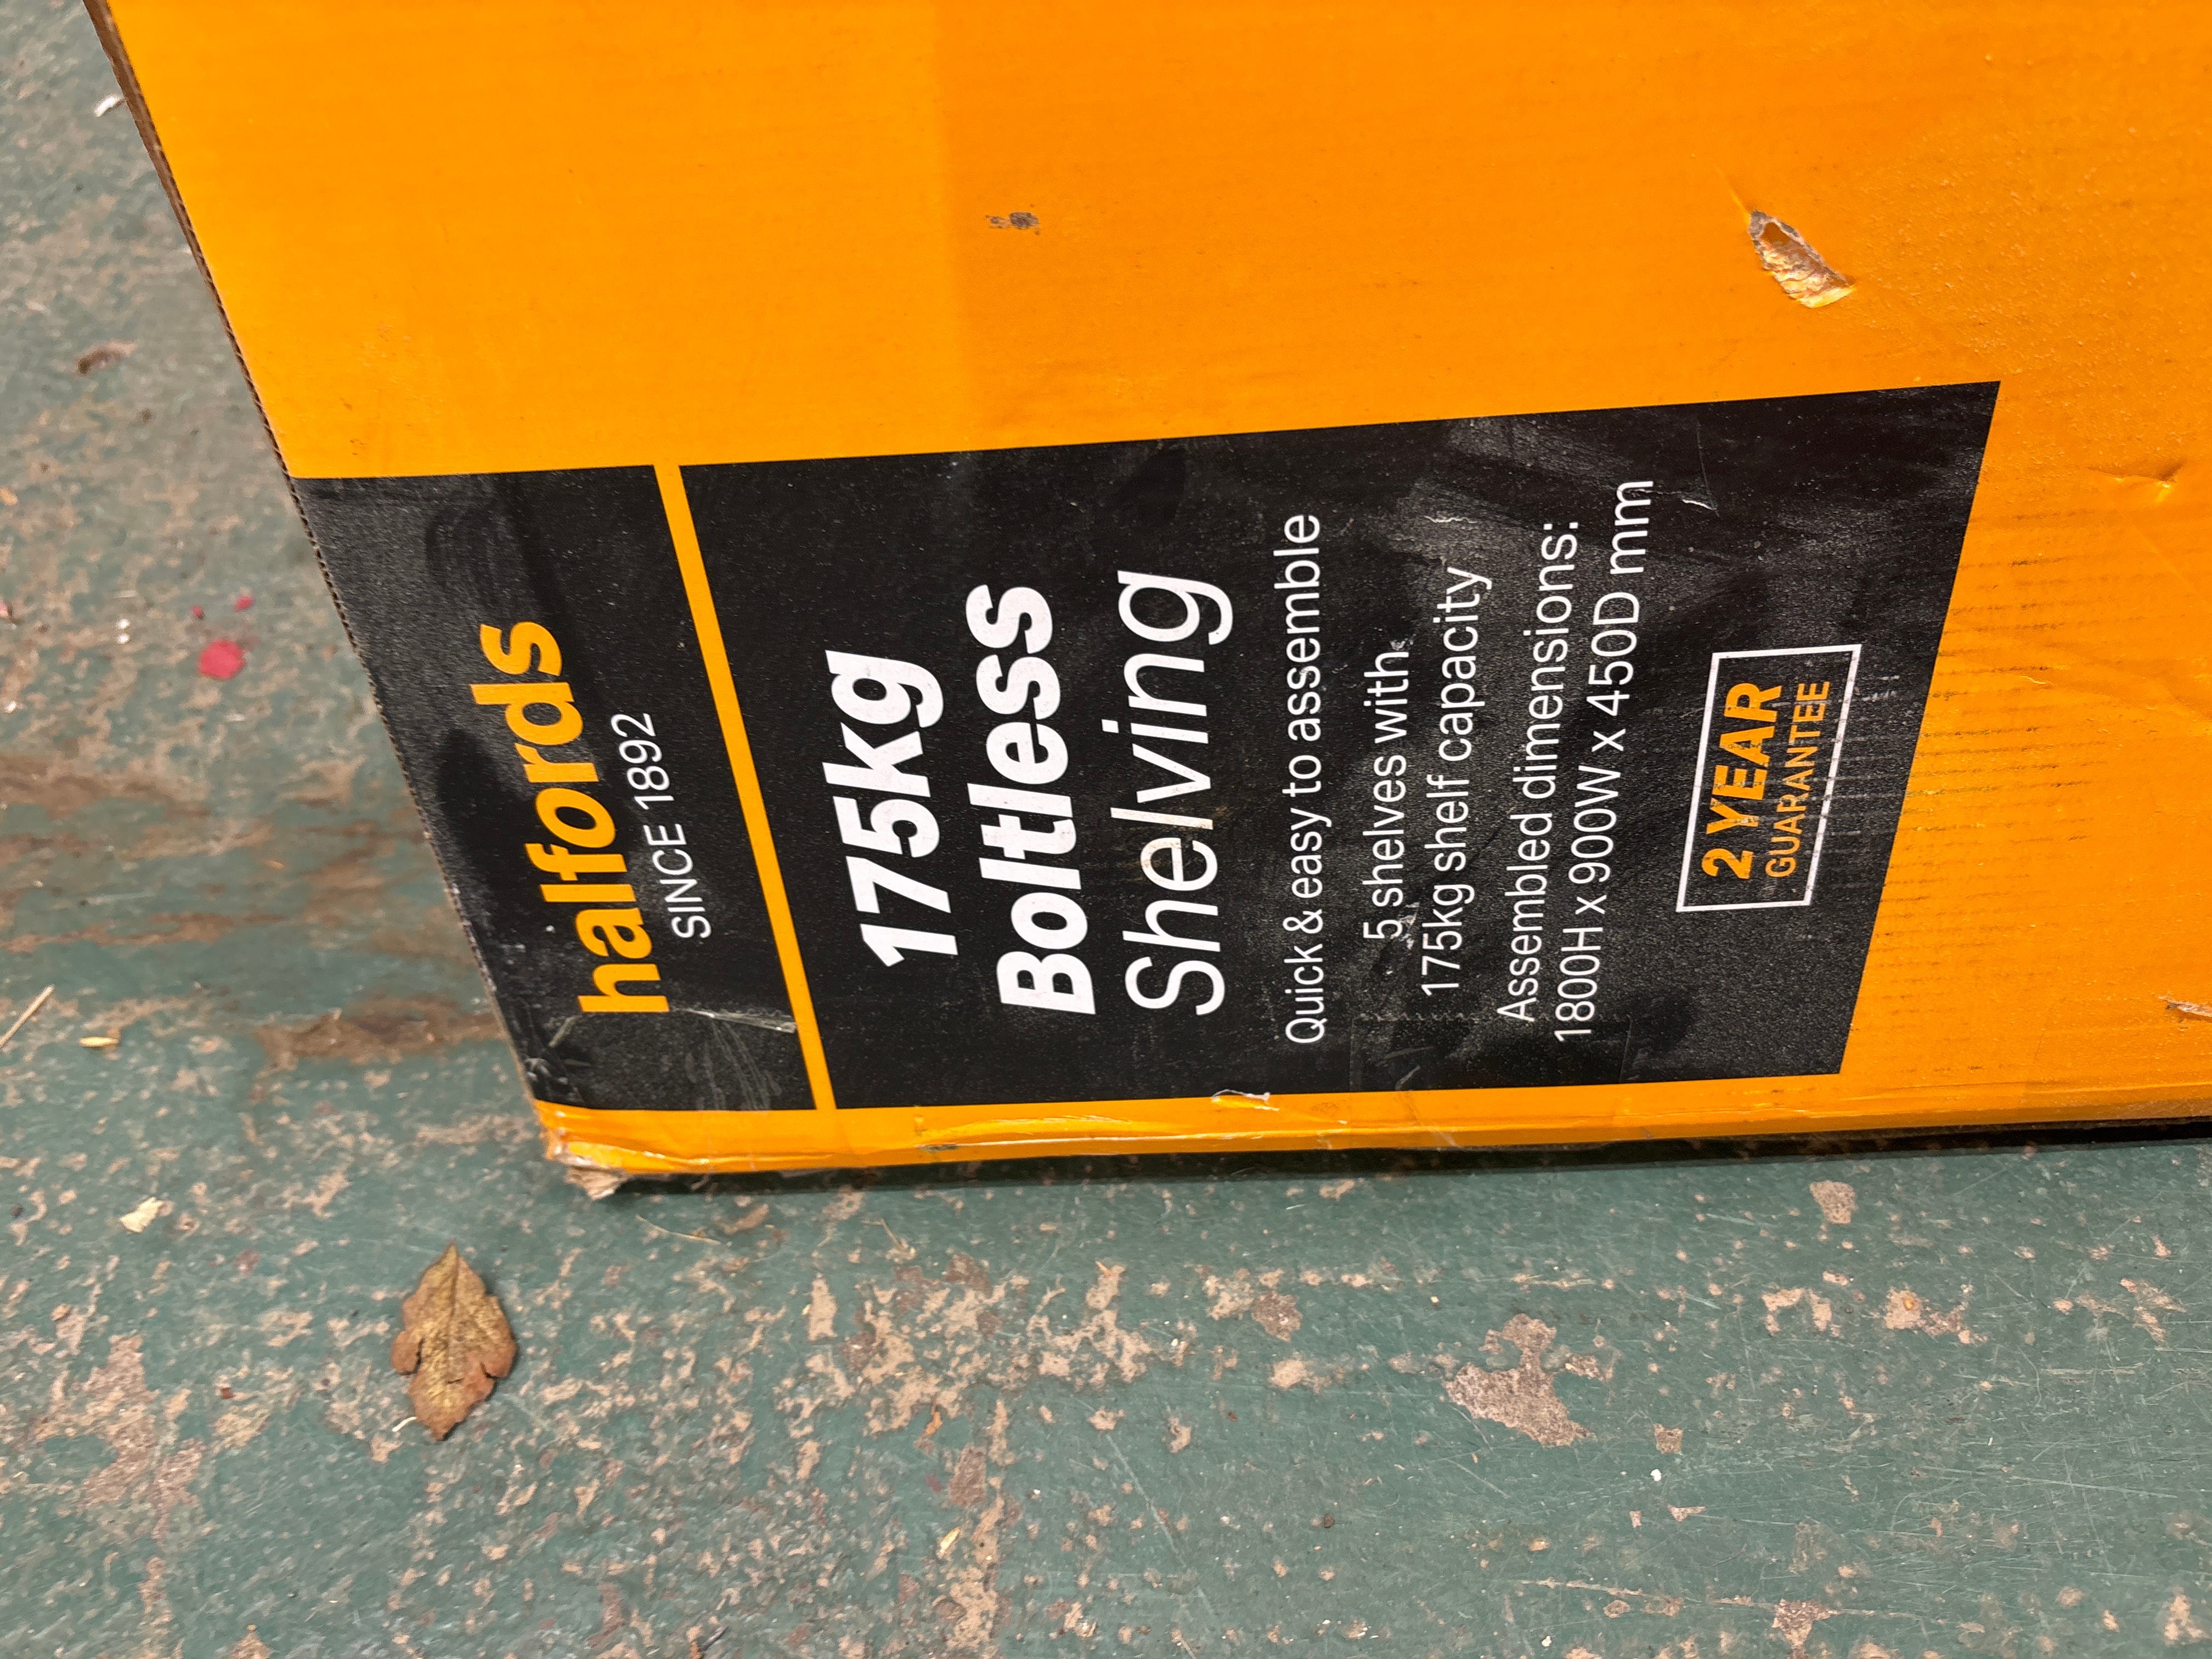 halfords
SINCE 1892
175kg
Boltless
Shelving
Quick & easy to assemble
5 shelves with
175kg shelf capacity
Assembled dimensions:
1800H x 900W x 450D mm
2 YEAR
GUARANTEE